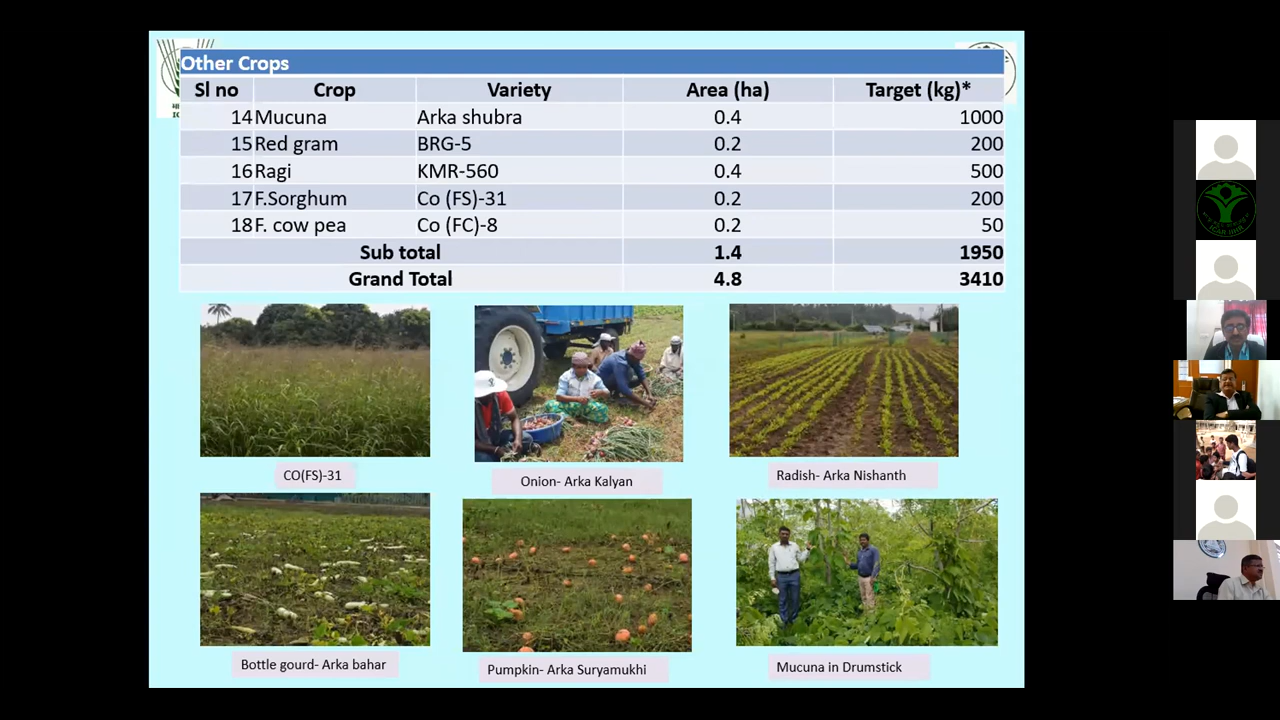 Other Crops
Sl no Crop Variety Area (ha) Target (kg)*
14 Mucuna Arka shubra 0.4 1000
15 Red gram BRG-5 0.2 200
16 Ragi KMR-560 0.4 500
17 F.Sorghum Co (FS)-31 0.2 200
18 F. cow pea Co (FC)-8 0.2 50
Sub total 1.4 1950
Grand Total 4.8 3410
CO(FS)-31
Onion- Arka Kalyan
Radish- Arka Nishanth
Bottle gourd- Arka bahar
Pumpkin- Arka Suryamukhi
Mucuna in Drumstick